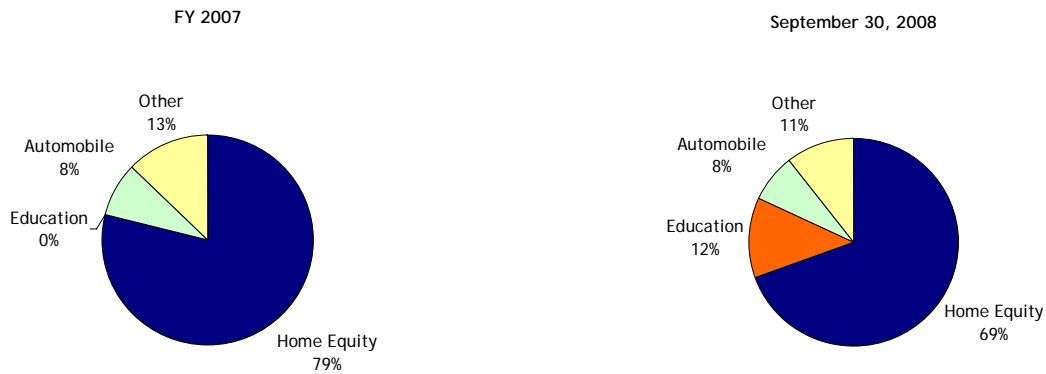 FY 2007
Other
13%
Automobile
8%
Education
0%
Home Equity
79%
September 30, 2008
Other
11%
Automobile
8%
Education
12%
Home Equity
69%